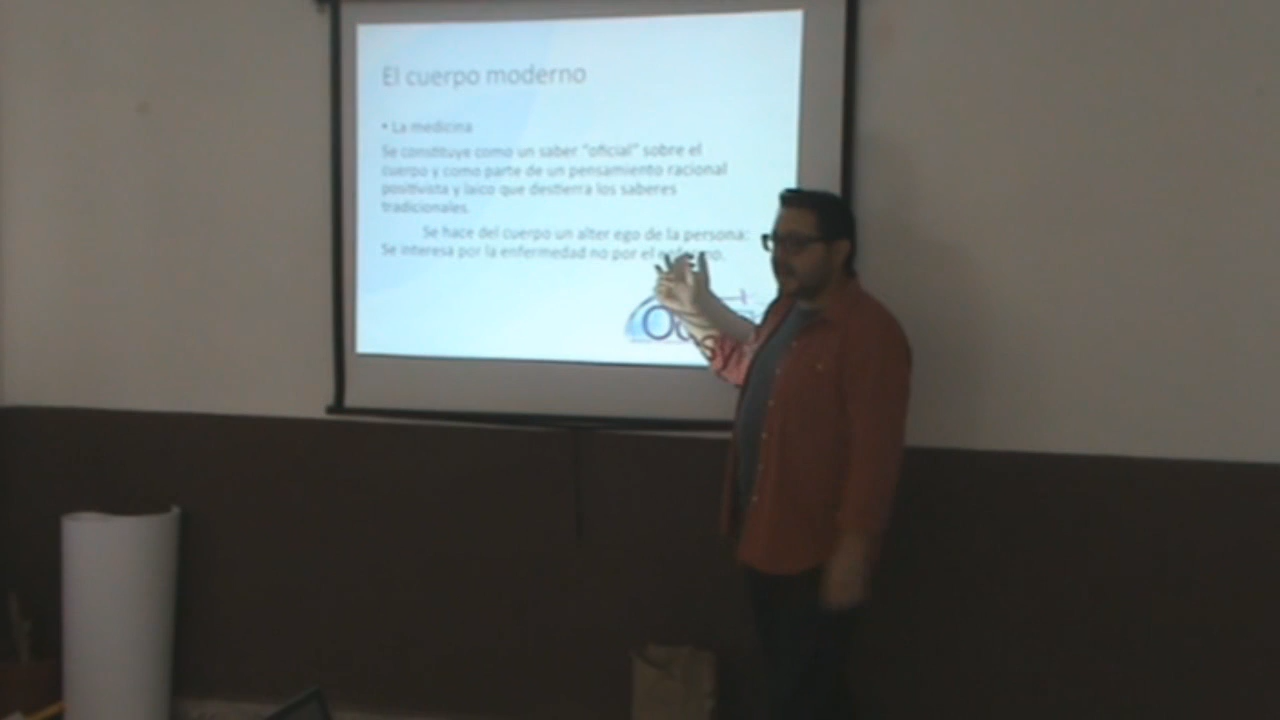 El cuerpo moderno
• La medicina
Se constituye como un saber “oficial” sobre el
cuerpo y como parte de un pensamiento racional
positivista y laico que destierra los saberes
tradicionales.
Se hace del cuerpo un alter ego de la persona:
Se interesa por la enfermedad no por el